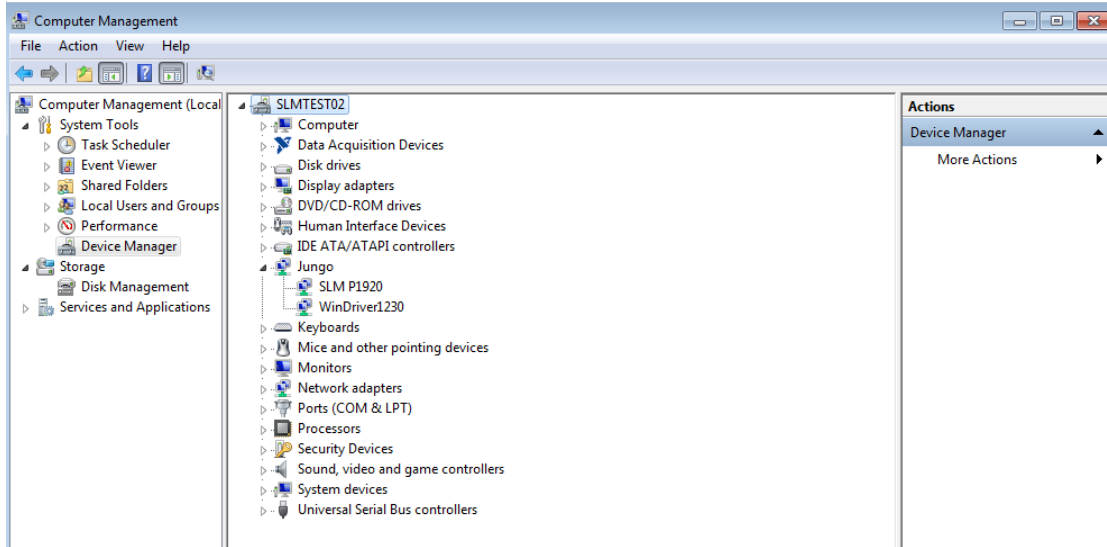 Computer Management
File Action View Help
Computer Management (Local
System Tools
Task Scheduler
Event Viewer
Shared Folders
Local Users and Groups
Performance
Device Manager
Storage
Disk Management
Services and Applications
SLMTEST02
Computer
Data Acquisition Devices
Disk drives
Display adapters
DVD/CD-ROM drives
Human Interface Devices
IDE ATA/ATAPI controllers
Jungo
SLM P1920
WinDriver1230
Keyboards
Mice and other pointing devices
Monitors
Network adapters
Ports (COM & LPT)
Processors
Security Devices
Sound, video and game controllers
System devices
Universal Serial Bus controllers
Actions
Device Manager
More Actions